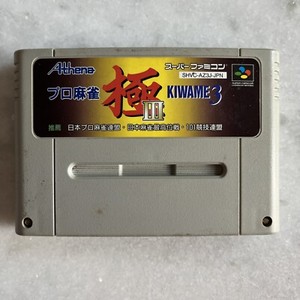 Athena
スーパーファミコン
SHVC-AZ3J-JPN
プロ麻雀 極 III KIWAME 3
推薦 日本プロ麻雀連盟・日本麻雀最高位戦・101競技連盟